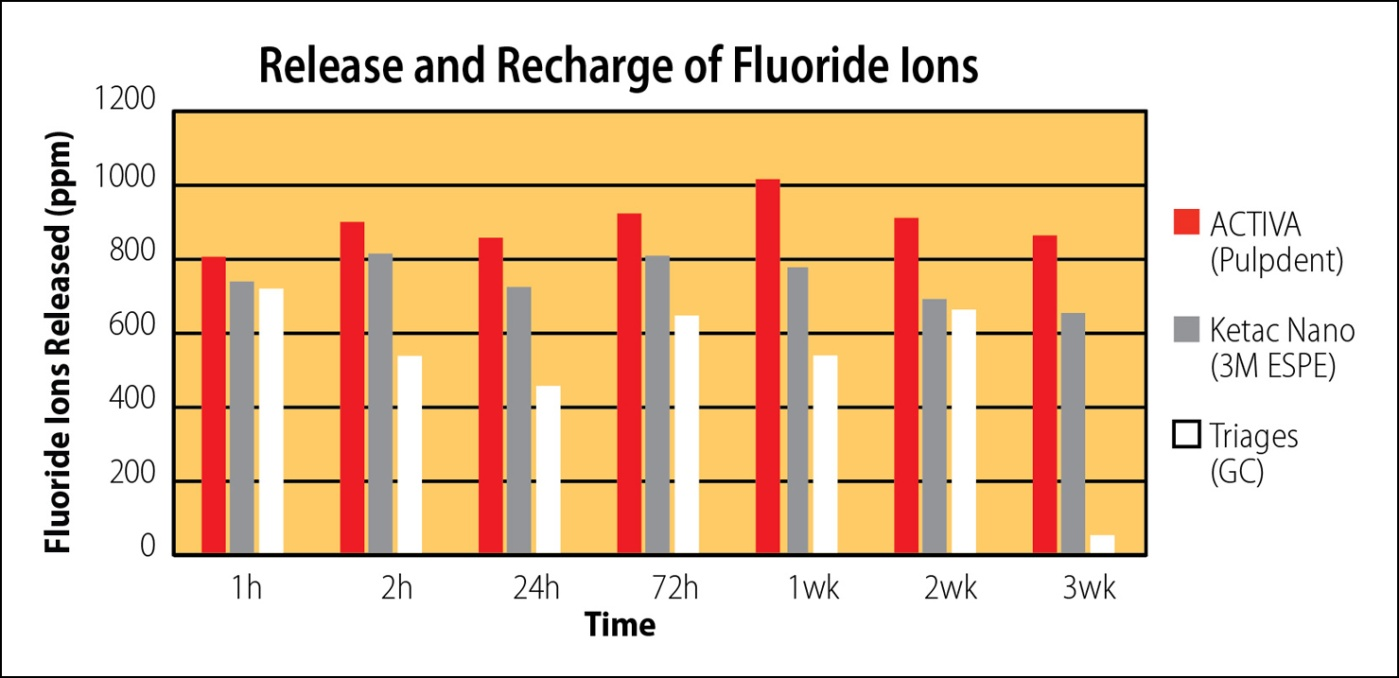 Release and Recharge of Fluoride Ions
Fluoride Ions Released (ppm)
1200
1000
800
600
400
200
0
1h 2h 24h 72h 1wk 2wk 3wk
Time
ACTIVA
(Pulpdent)
Ketac Nano
(3M ESPE)
Triages
(GC)